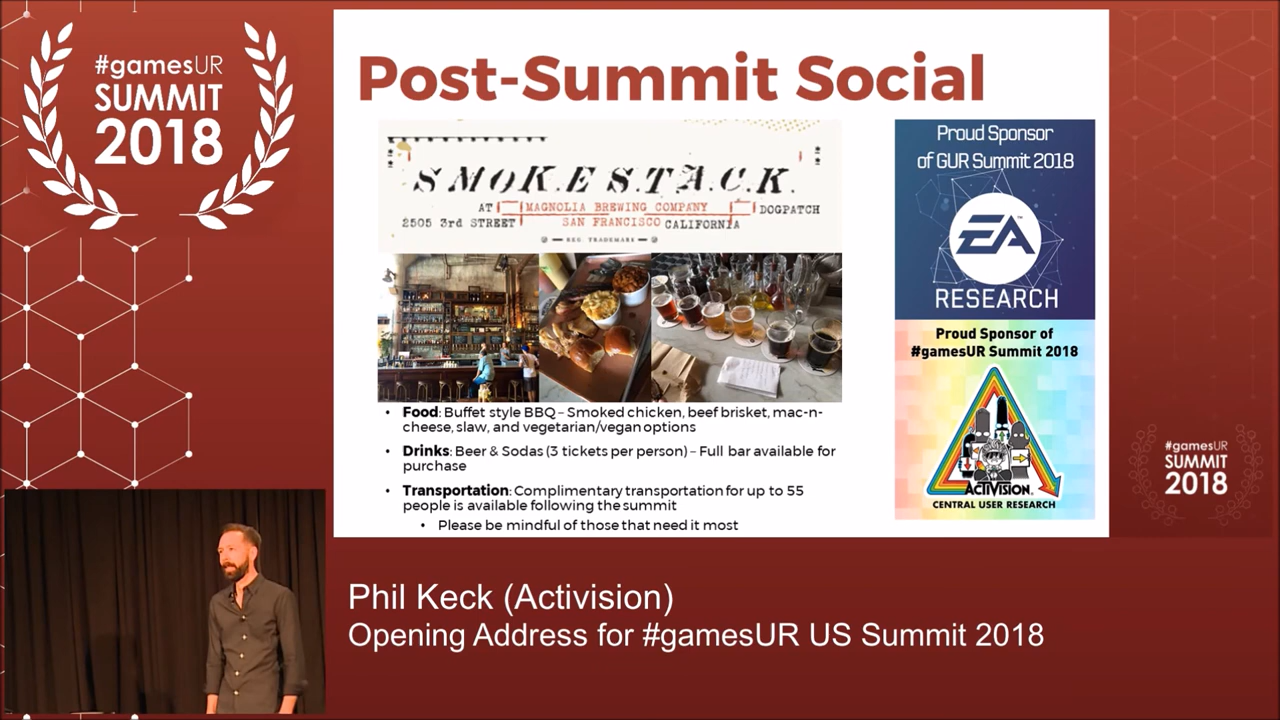 #gamesUR
SUMMIT
2018
Post-Summit Social
SMOKESTACK
AT MAGNOLIA BREWING COMPANY DOGPATCH
2505 3rd STREET SAN FRANCISCO CALIFORNIA
REG. TRADEMARK
• Food: Buffet style BBQ – Smoked chicken, beef brisket, mac-n-
cheese, slaw, and vegetarian/vegan options
• Drinks: Beer & Sodas (3 tickets per person) – Full bar available for
purchase
• Transportation: Complimentary transportation for up to 55
people is available following the summit
• Please be mindful of those that need it most
Proud Sponsor
of GUR Summit 2018
EA
RESEARCH
Proud Sponsor of
#gamesUR Summit 2018
ACTIVISION
CENTRAL USER RESEARCH
#gamesUR
SUMMIT
2018
Phil Keck (Activision)
Opening Address for #gamesUR US Summit 2018